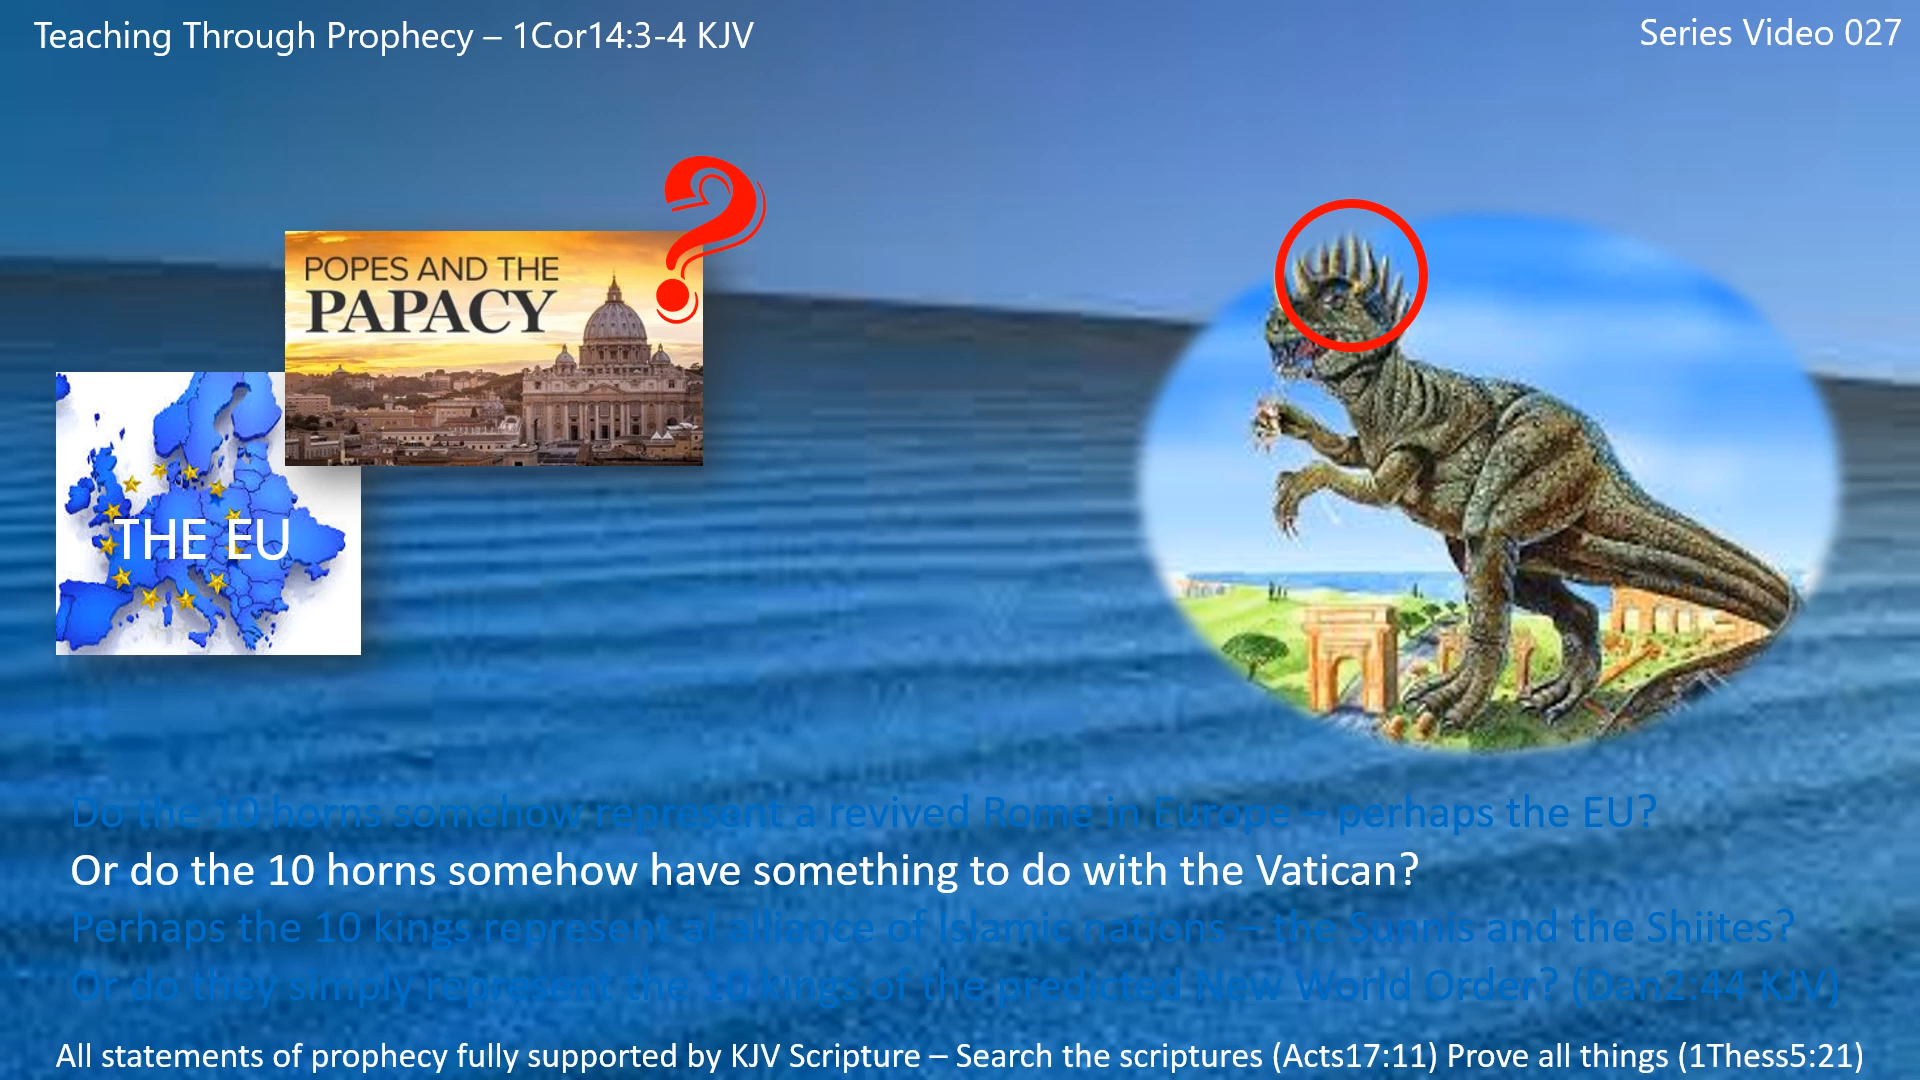 Teaching Through Prophecy – 1Cor14:3-4 KJV
Series Video 027
POPES AND THE
PAPACY
?
THE EU
Do the 10 horns somehow represent a revived Rome in Europe – perhaps the EU?
Or do the 10 horns somehow have something to do with the Vatican?
Perhaps the 10 kings represent al alliance of Islamic nations – the Sunnis and the Shiites?
Or do they simply represent the 10 kings of the predicted New World Order? (Dan2:44 KJV)
All statements of prophecy fully supported by KJV Scripture – Search the scriptures (Acts17:11) Prove all things (1Thess5:21)